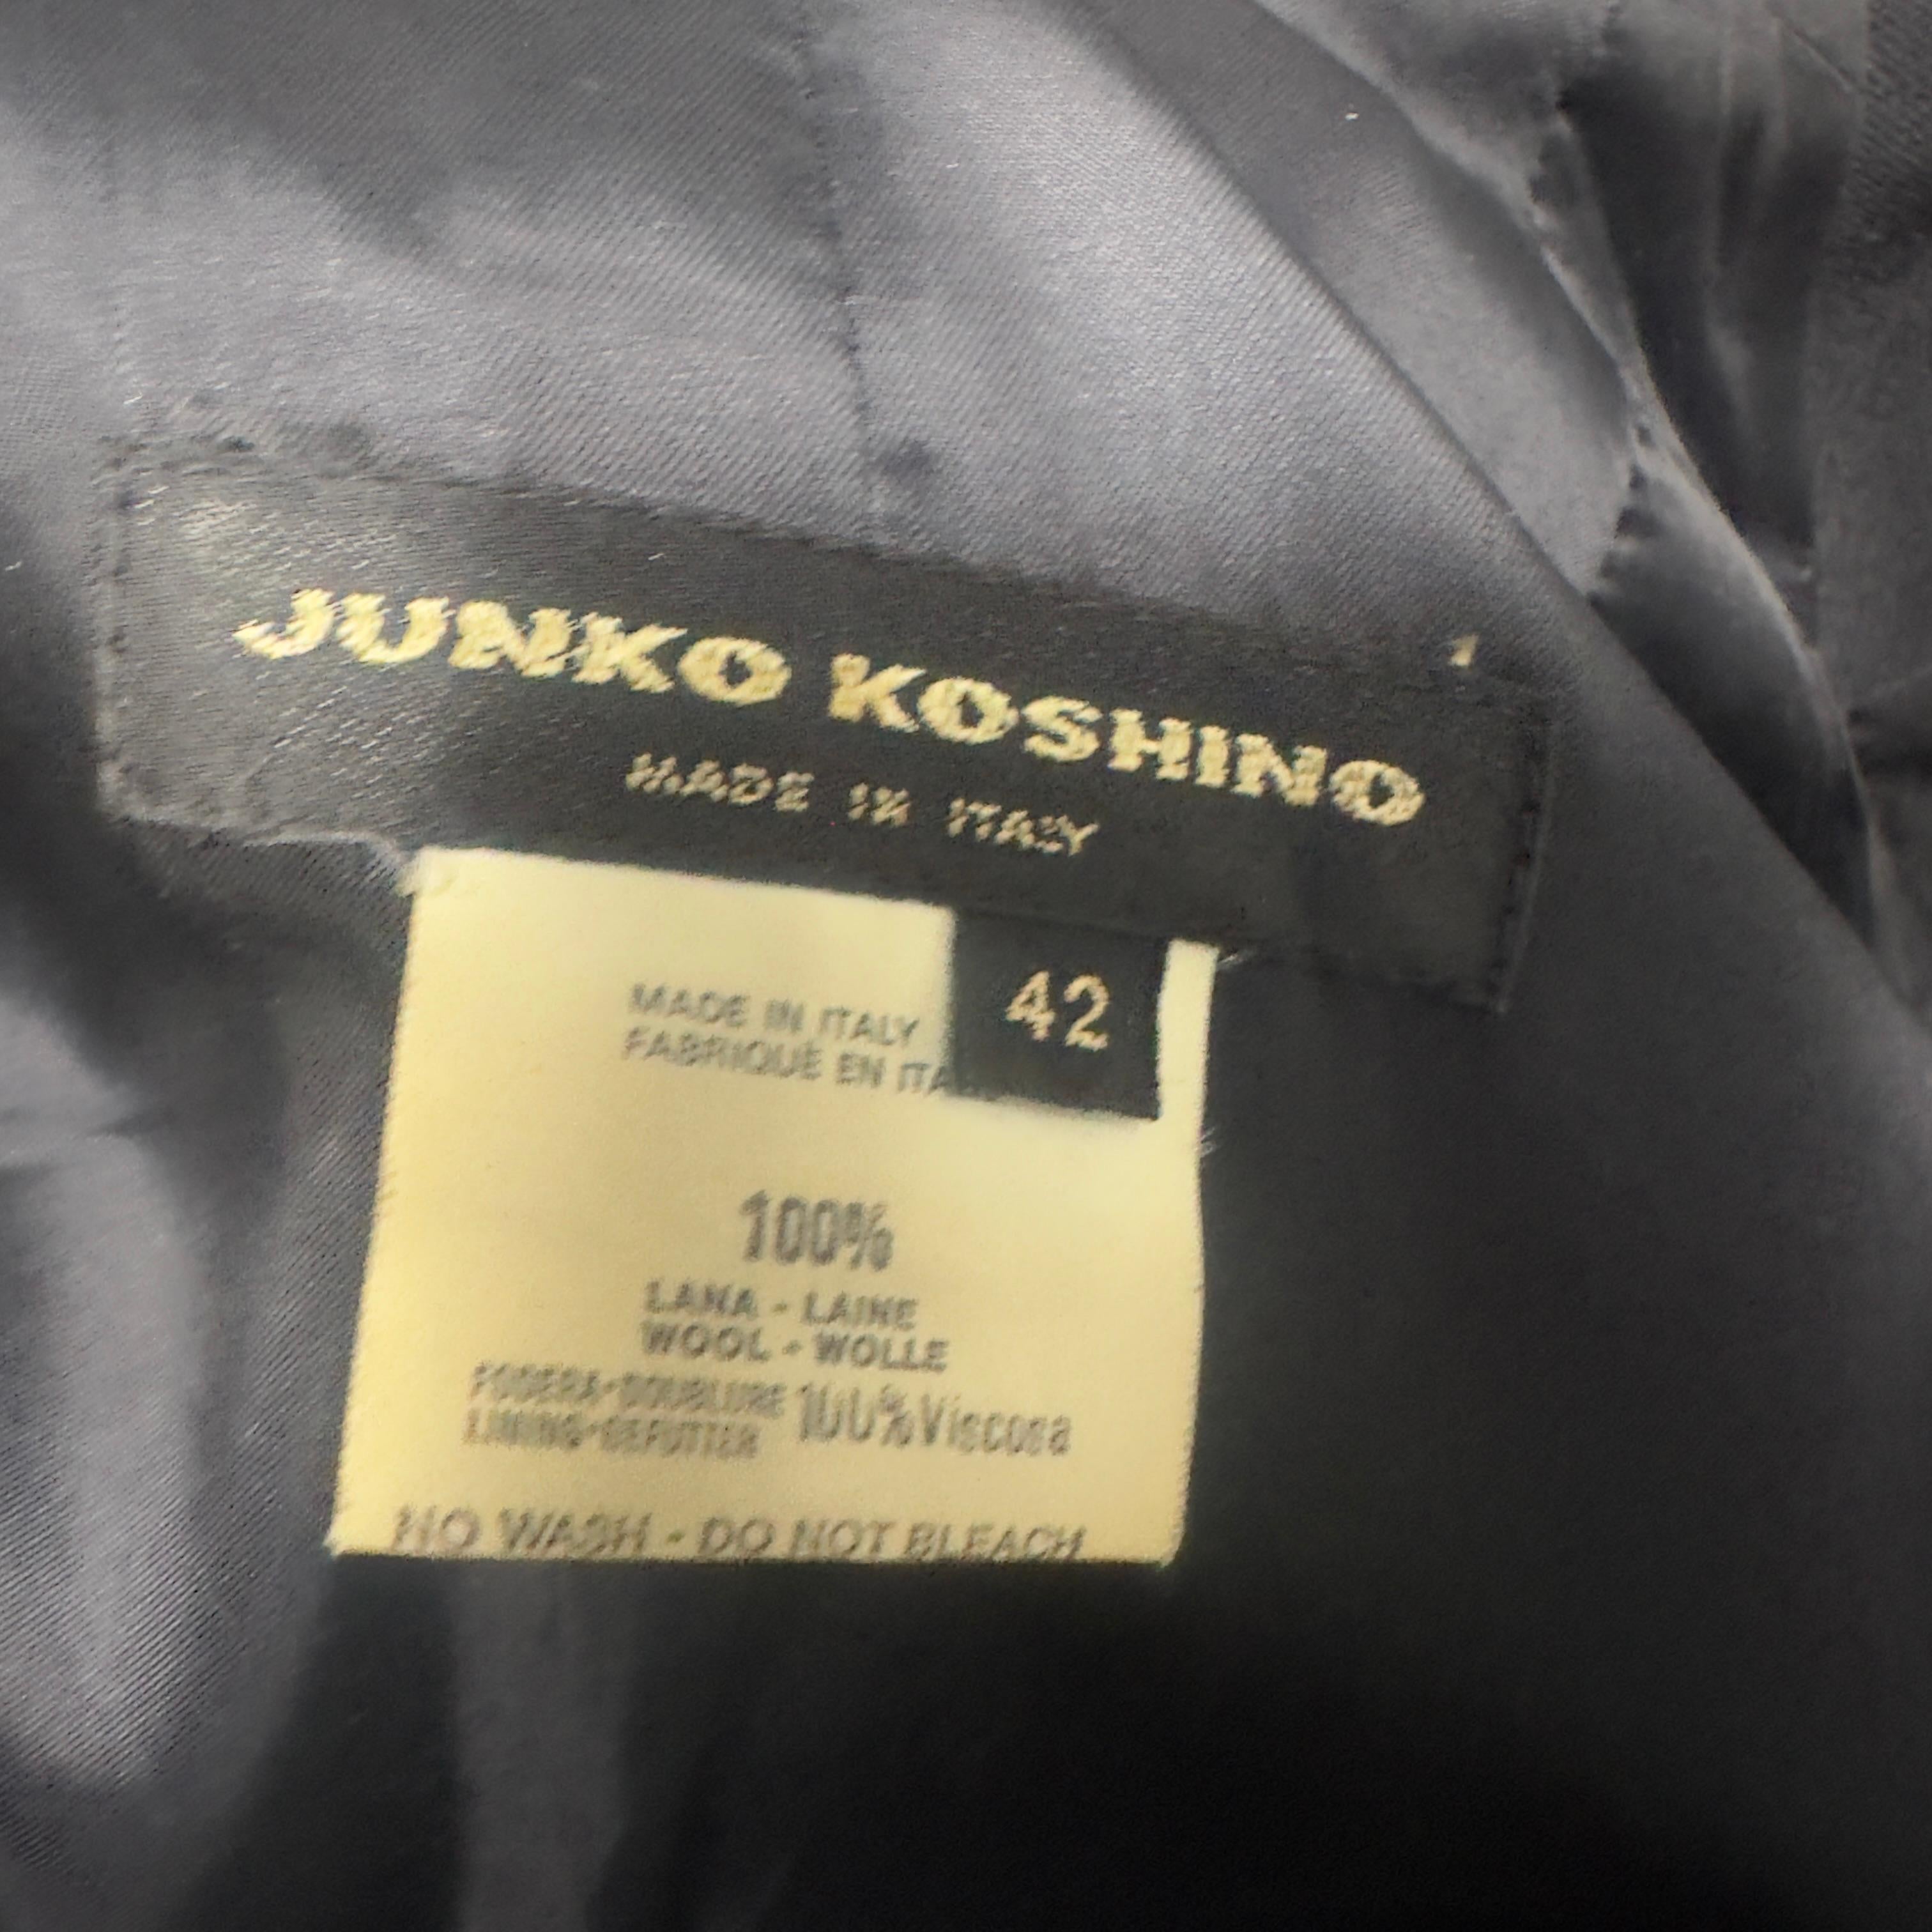 JUNKO KOSHINO
MADE IN ITALY
42
MADE IN ITALY
FABRIQUÈ EN ITA
100%
LANA - LAINE
WOOL - WOLLE
FODERA-DOUBLURE 100% Viscosa
LINING-GEFUTTER
NO WASH - DO NOT BLEACH